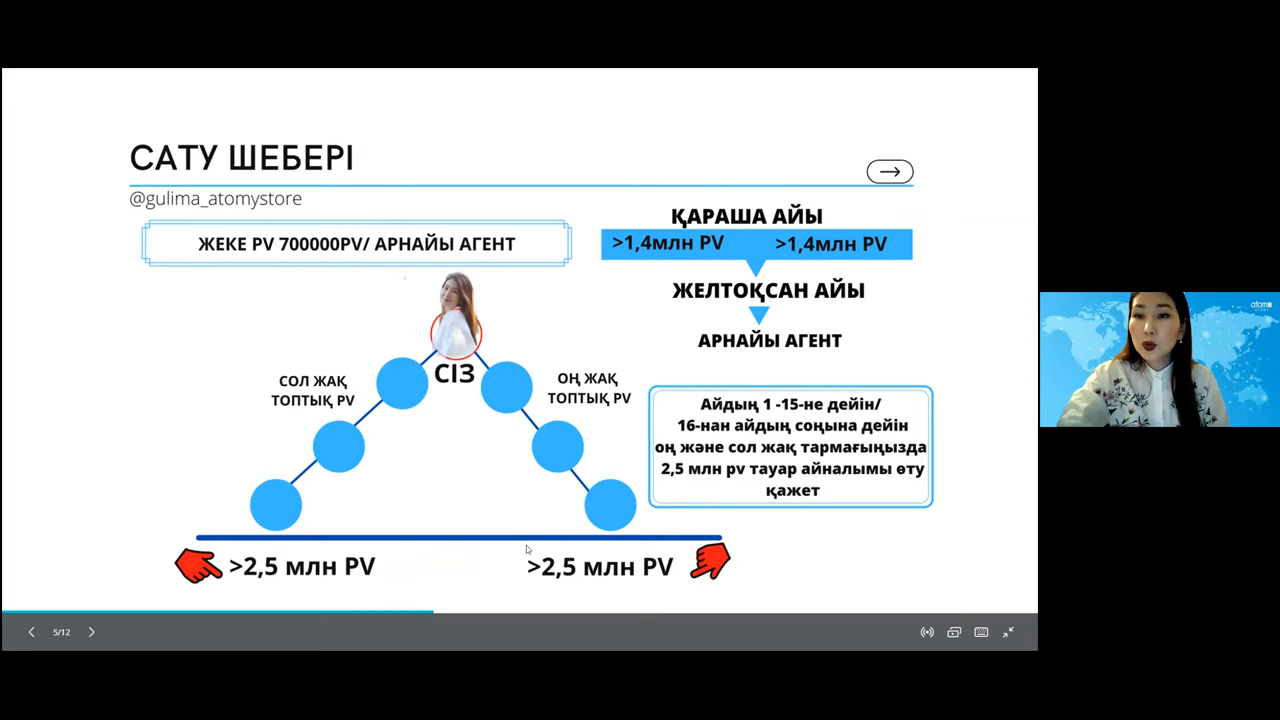 САТУ ШЕБЕРІ
@gulima_atomystore
ЖЕКЕ PV 700000PV/ АРНАЙЫ АГЕНТ
ҚАРАША АЙЫ
>1,4млн PV >1,4млн PV
ЖЕЛТОҚСАН АЙЫ
АРНАЙЫ АГЕНТ
СІЗ
СОЛ ЖАҚ
ТОПТЫҚ PV
ОҢ ЖАҚ
ТОПТЫҚ PV
Айдың 1 -15-не дейін/
16-нан айдың соңына дейін
оң және сол жақ тармағыңызда
2,5 млн pv тауар айналымы өту
қажет
>2,5 млн PV >2,5 млн PV
5/12